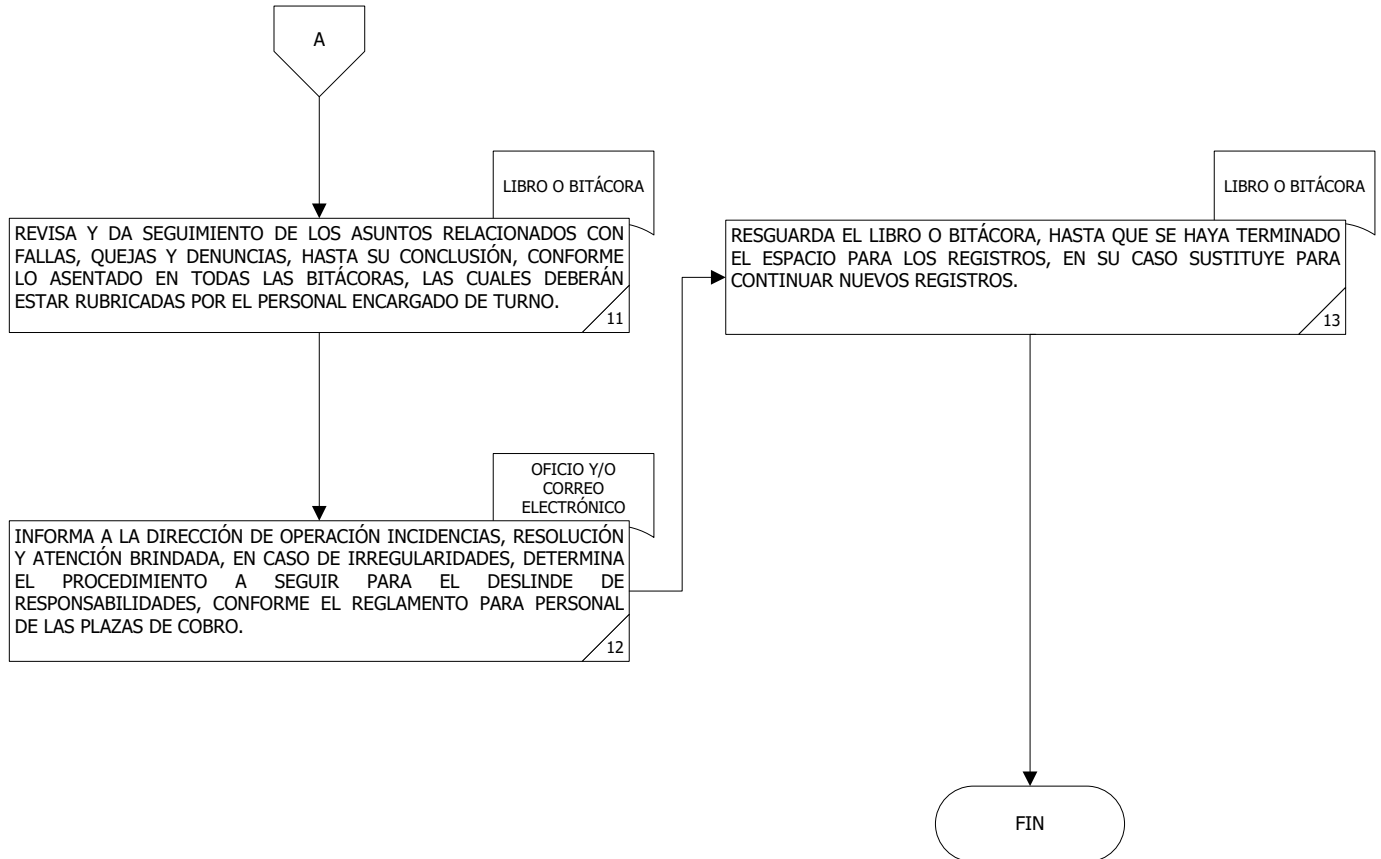 A
LIBRO O BITÁCORA
REVISA Y DA SEGUIMIENTO DE LOS ASUNTOS RELACIONADOS CON
FALLAS, QUEJAS Y DENUNCIAS, HASTA SU CONCLUSIÓN, CONFORME
LO ASENTADO EN TODAS LAS BITÁCORAS, LAS CUALES DEBERÁN
ESTAR RUBRICADAS POR EL PERSONAL ENCARGADO DE TURNO.
11
OFICIO Y/O
CORREO
ELECTRÓNICO
INFORMA A LA DIRECCIÓN DE OPERACIÓN INCIDENCIAS, RESOLUCIÓN
Y ATENCIÓN BRINDADA, EN CASO DE IRREGULARIDADES, DETERMINA
EL PROCEDIMIENTO A SEGUIR PARA EL DESLINDE DE
RESPONSABILIDADES, CONFORME EL REGLAMENTO PARA PERSONAL
DE LAS PLAZAS DE COBRO.
12
LIBRO O BITÁCORA
RESGUARDA EL LIBRO O BITÁCORA, HASTA QUE SE HAYA TERMINADO
EL ESPACIO PARA LOS REGISTROS, EN SU CASO SUSTITUYE PARA
CONTINUAR NUEVOS REGISTROS.
13
FIN